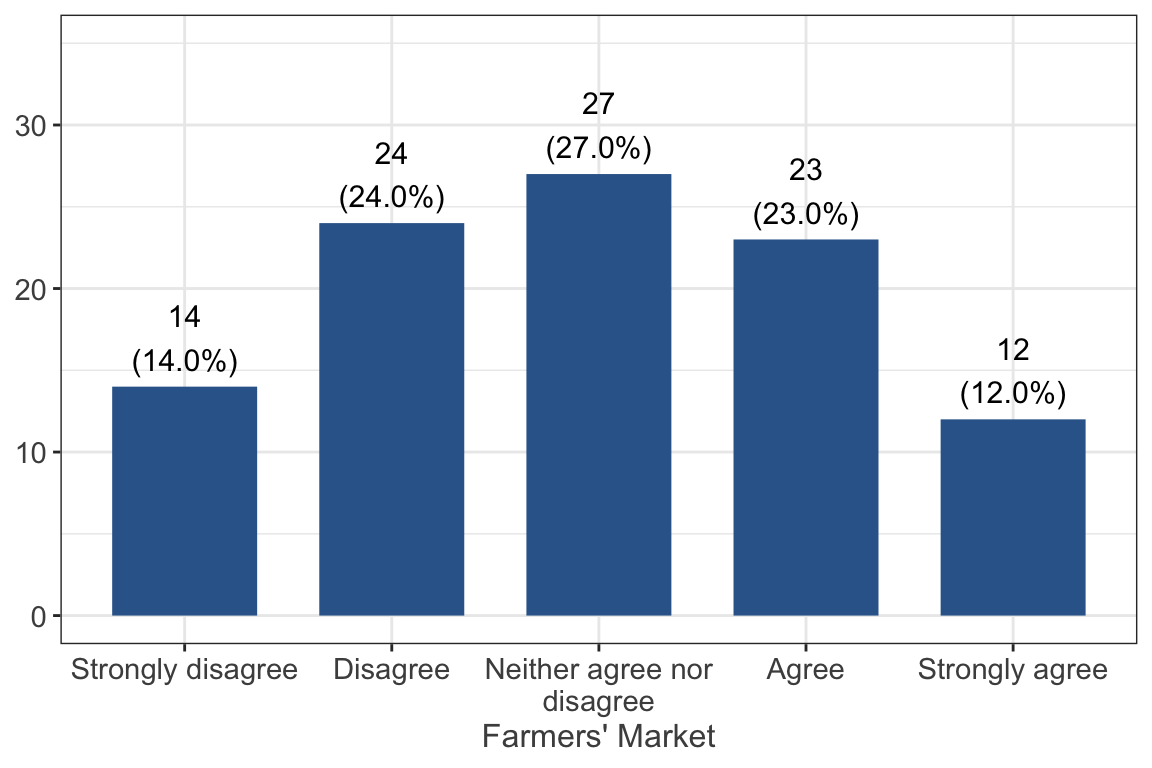 27
(27.0%)
24
(24.0%)
23
(23.0%)
14
(14.0%)
12
(12.0%)
30
20
10
0
Strongly disagree
Disagree
Neither agree nor
disagree
Agree
Strongly agree
Farmers' Market